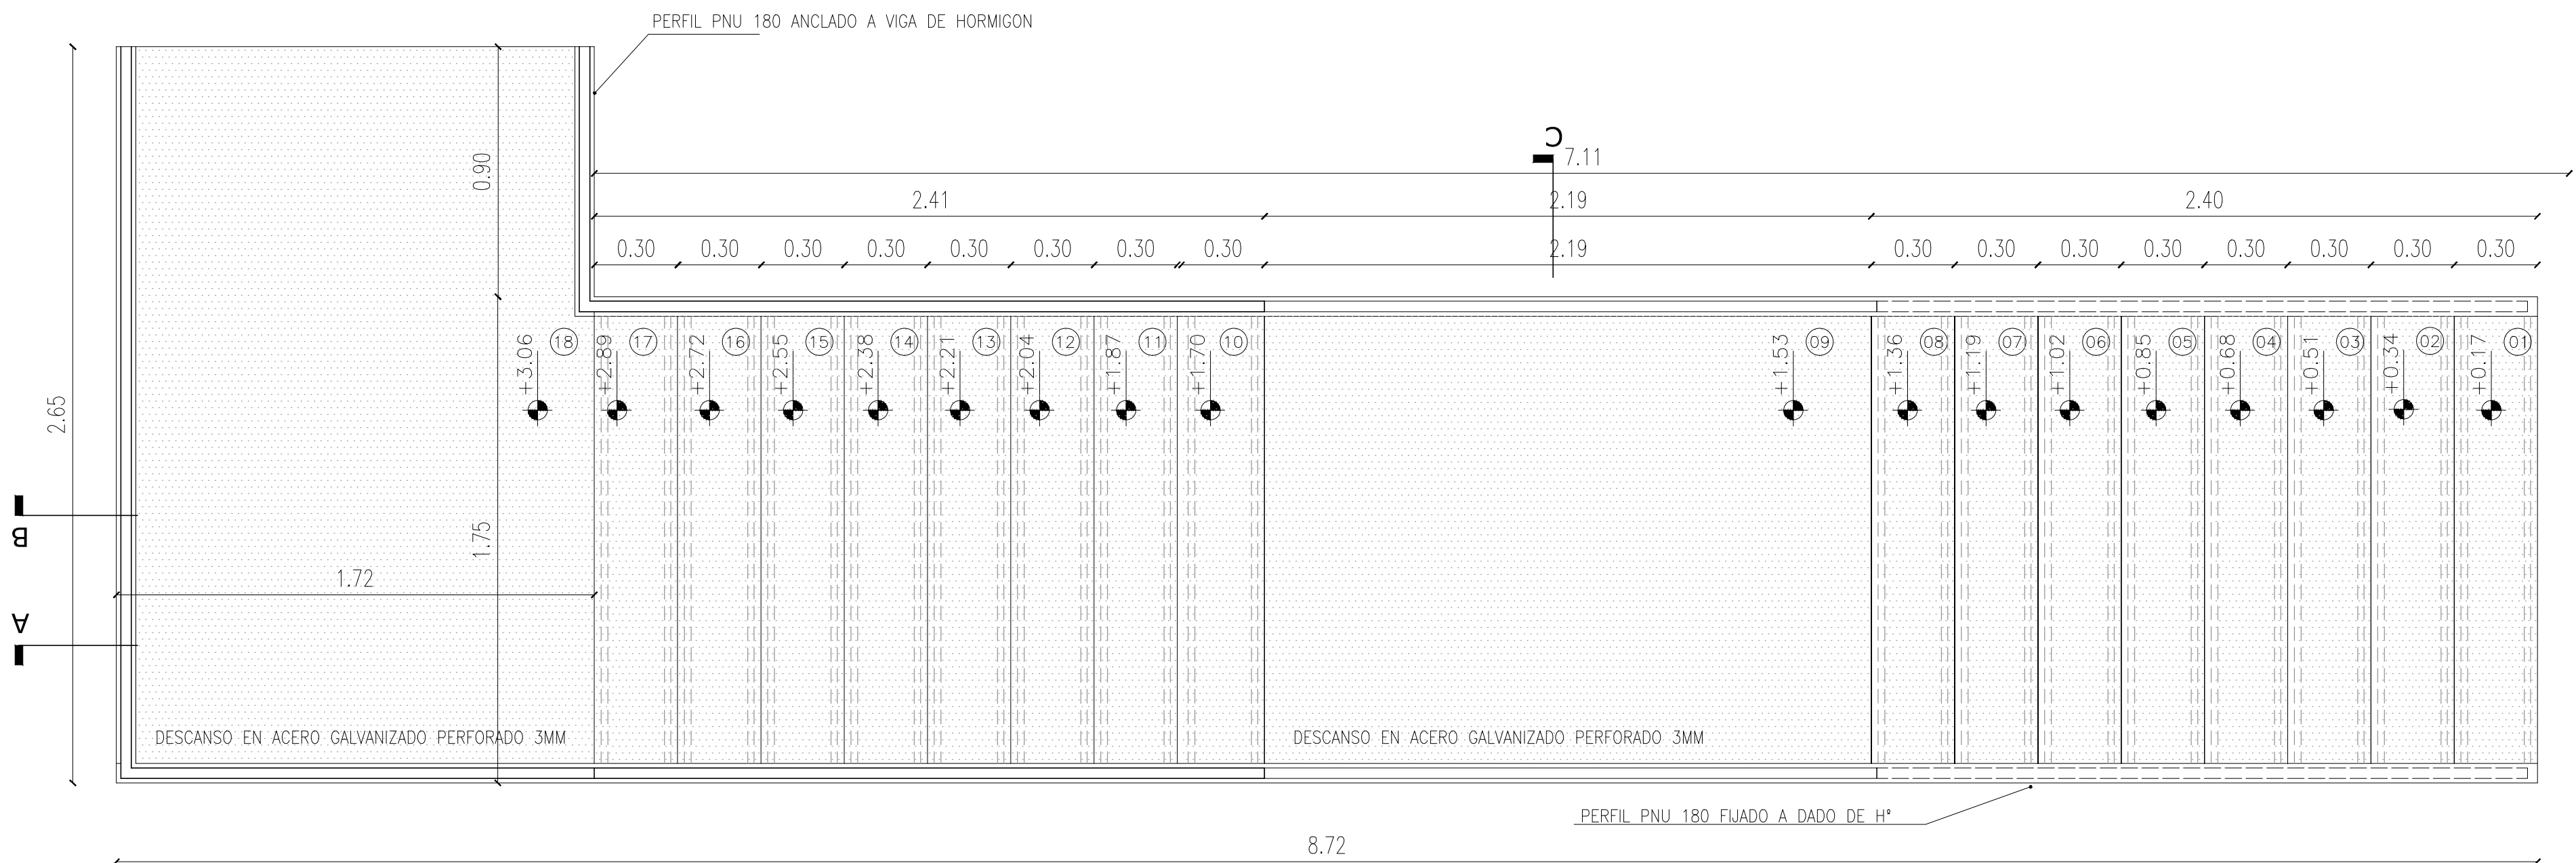 PERFIL PNU 180 ANCLADO A VIGA DE HORMIGON
C
7.11
2.41 2.19 2.40
0.30 0.30 0.30 0.30 0.30 0.30 0.30 0.30 2.19 0.30 0.30 0.30 0.30 0.30 0.30 0.30 0.30
0.90
18 17 16 15 14 13 12 11 10 09 08 07 06 05 04 03 02 01
+3.06 +2.89 +2.72 +2.55 +2.38 +2.21 +2.04 +1.87 +1.70 +1.53 +1.36 +1.19 +1.02 +0.85 +0.68 +0.51 +0.34 +0.17
2.65
B
1.75
1.72
A
DESCANSO EN ACERO GALVANIZADO PERFORADO 3MM
DESCANSO EN ACERO GALVANIZADO PERFORADO 3MM
PERFIL PNU 180 FIJADO A DADO DE Hº
8.72